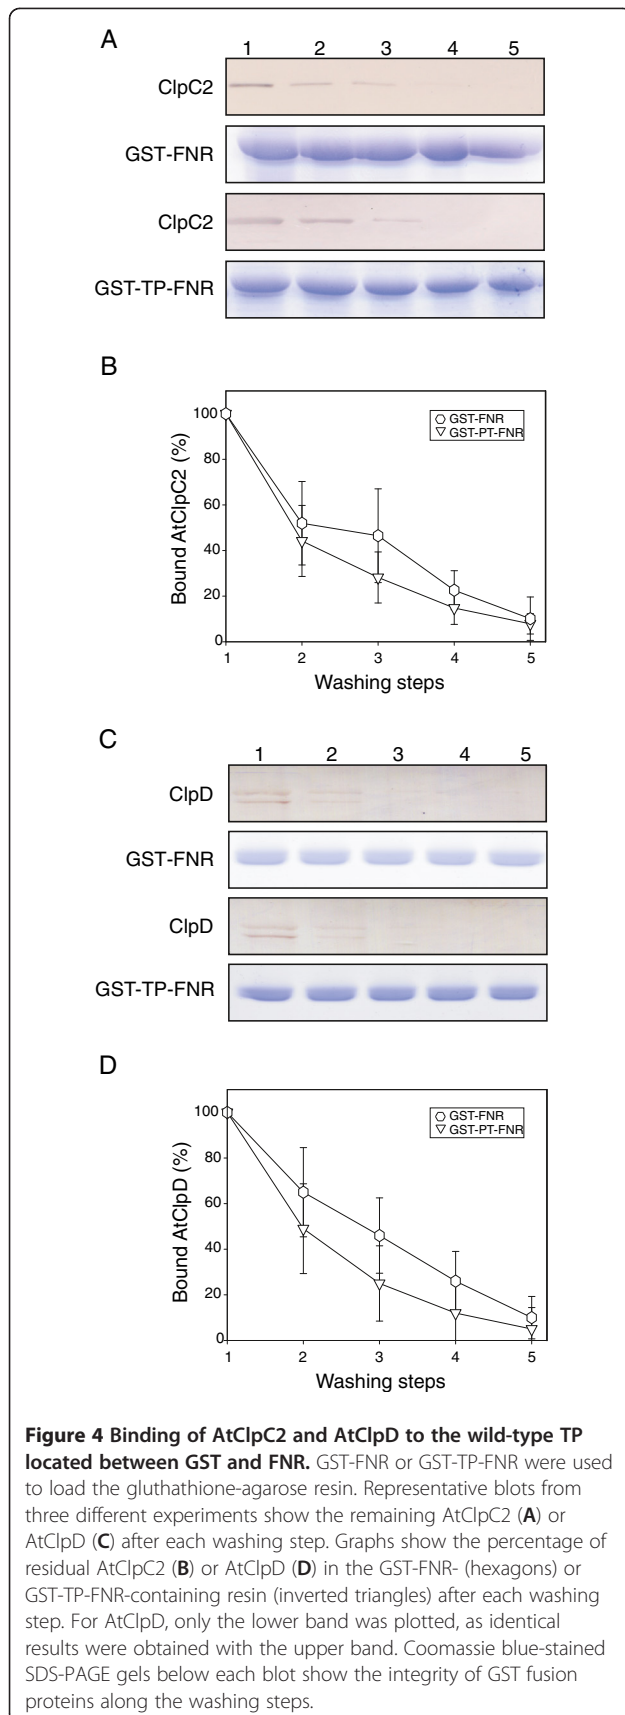 A
1 2 3 4 5
ClpC2
GST-FNR
ClpC2
GST-TP-FNR
B
Bound AtClpC2 (%)
100
80
60
40
20
0
GST-FNR
GST-PT-FNR
1 2 3 4 5
Washing steps
C
1 2 3 4 5
ClpD
GST-FNR
ClpD
GST-TP-FNR
D
Bound AtClpD (%)
100
80
60
40
20
0
GST-FNR
GST-PT-FNR
1 2 3 4 5
Washing steps
Figure 4 Binding of AtClpC2 and AtClpD to the wild-type TP
located between GST and FNR. GST-FNR or GST-TP-FNR were used
to load the gluthathione-agarose resin. Representative blots from
three different experiments show the remaining AtClpC2 (A) or
AtClpD (C) after each washing step. Graphs show the percentage of
residual AtClpC2 (B) or AtClpD (D) in the GST-FNR- (hexagons) or
GST-TP-FNR-containing resin (inverted triangles) after each washing
step. For AtClpD, only the lower band was plotted, as identical
results were obtained with the upper band. Coomassie blue-stained
SDS-PAGE gels below each blot show the integrity of GST fusion
proteins along the washing steps.